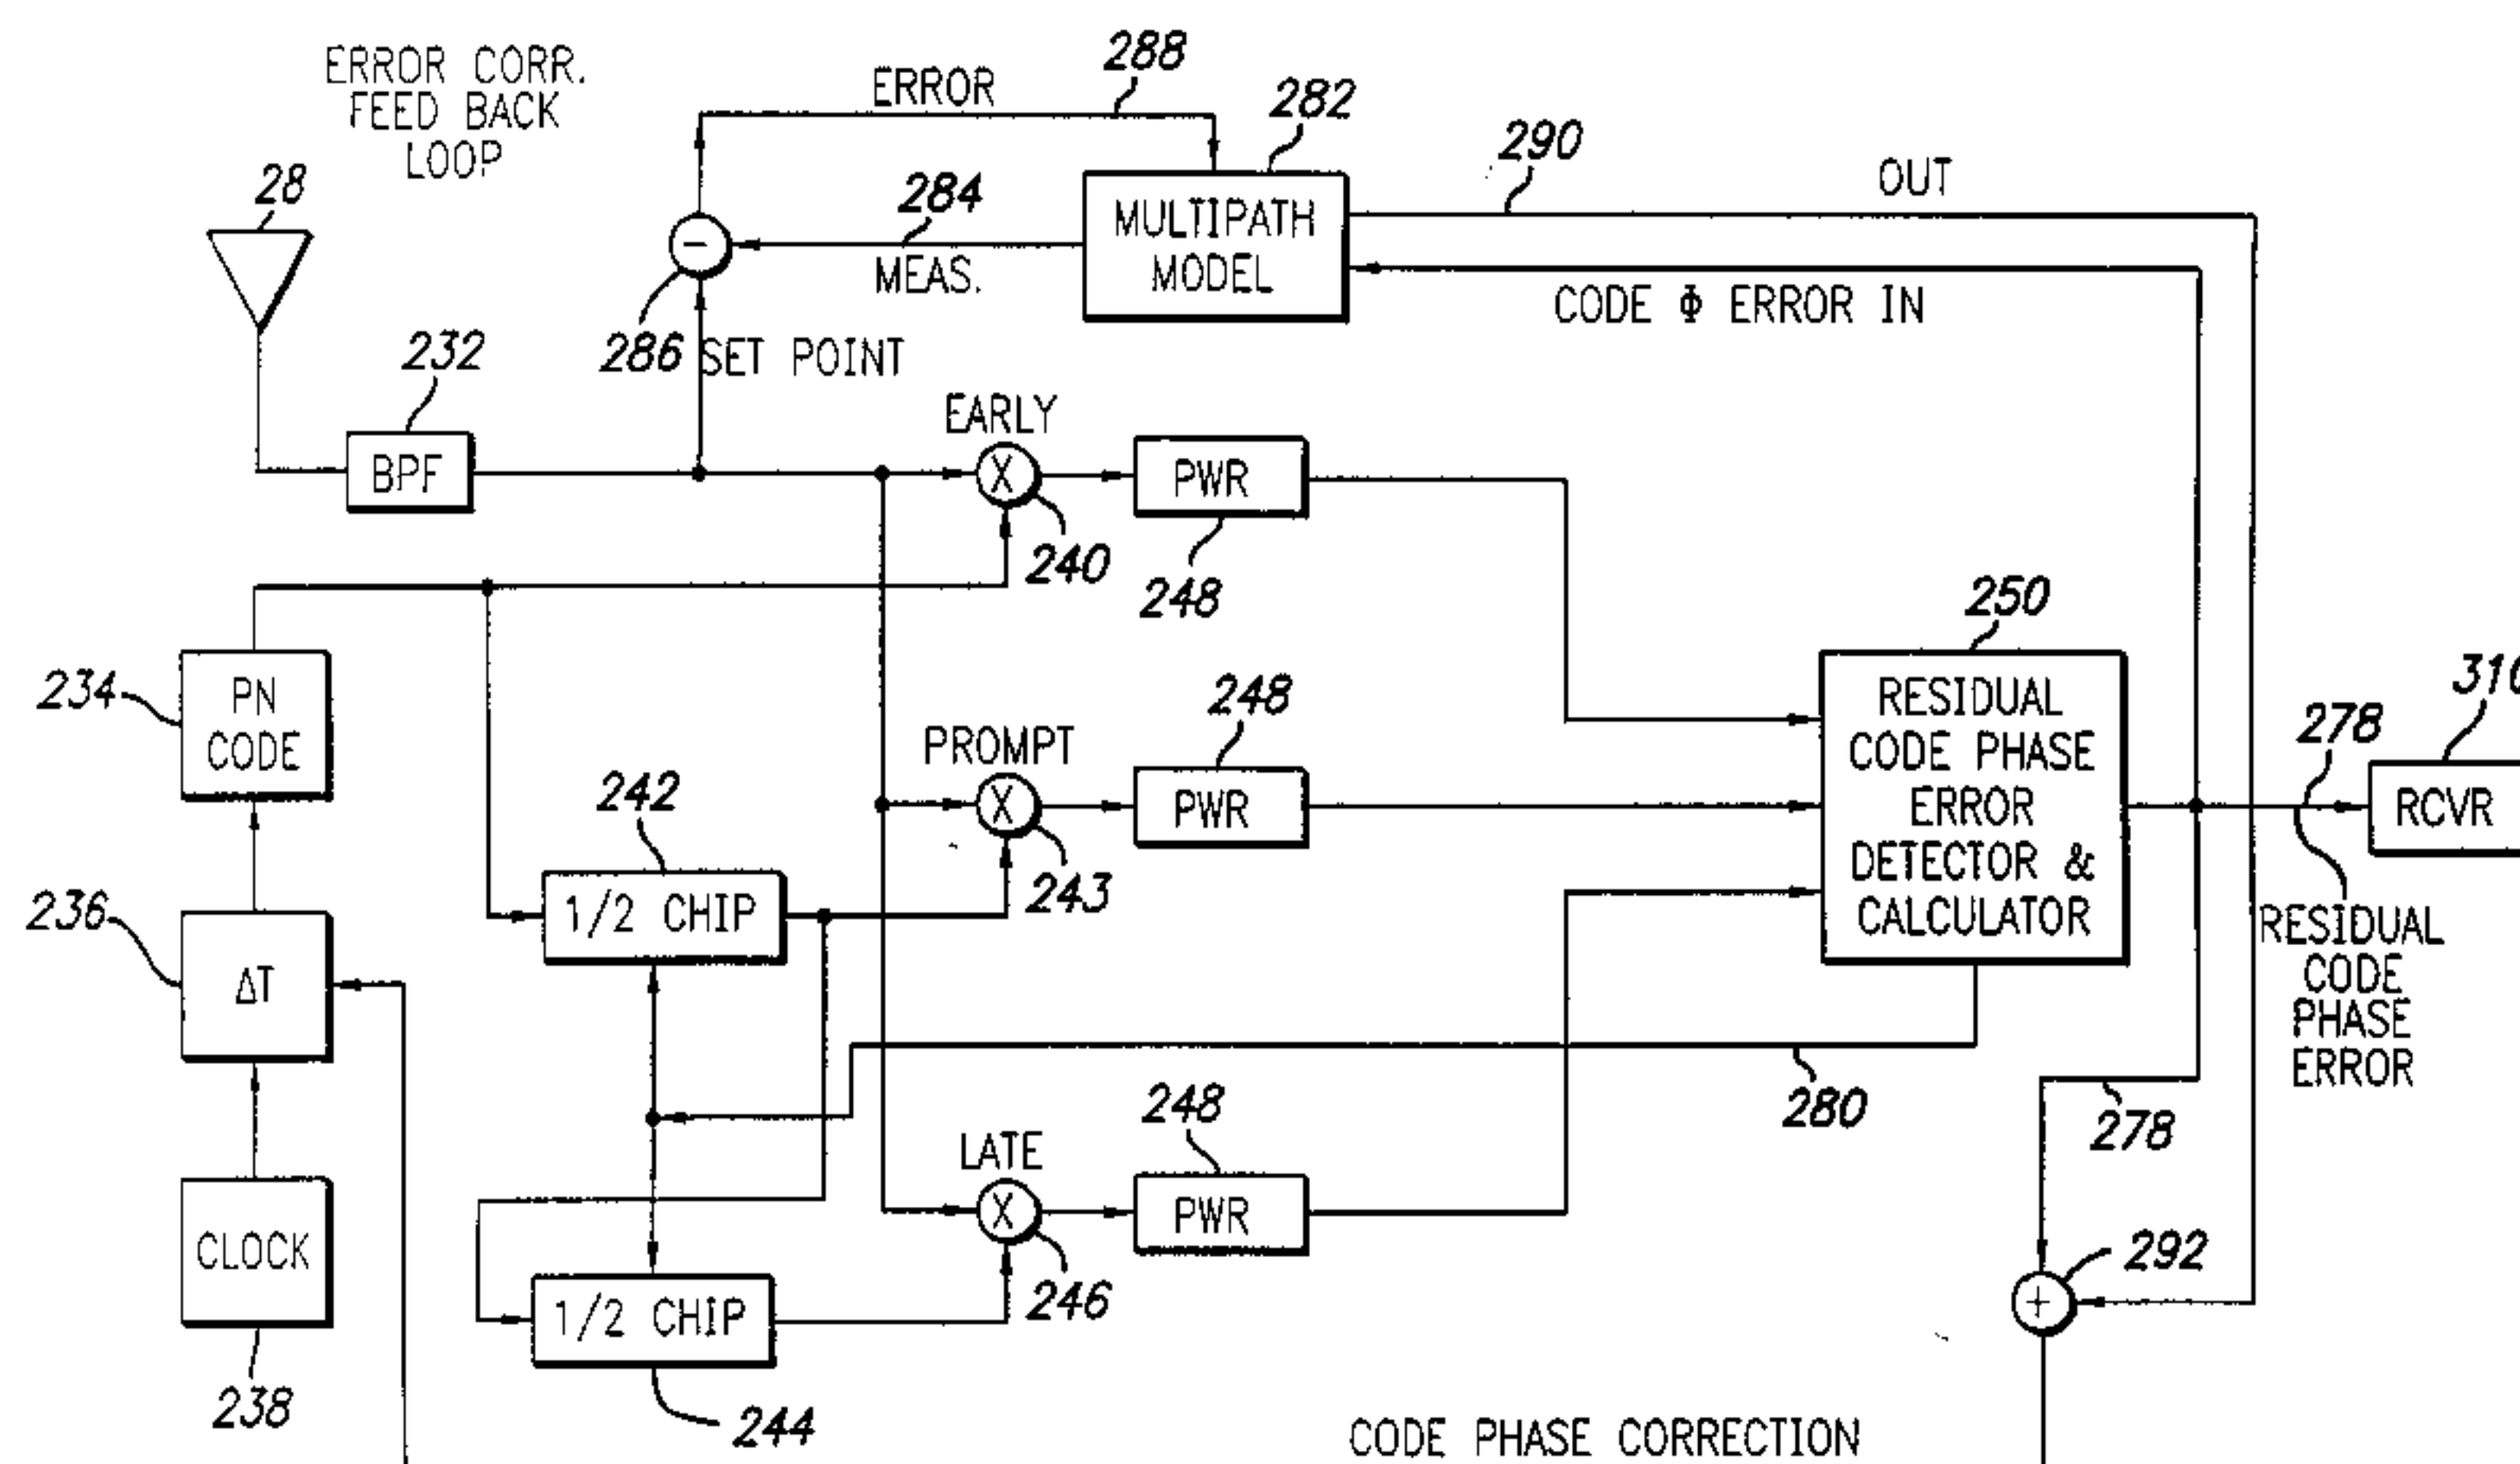 ERROR CORR.
FEED BACK
LOOP
ERROR
288
282
290
OUT
28
284
MULTIPATH
MODEL
-
MEAS.
CODE Φ ERROR IN
286
SET POINT
232
BPF
EARLY
X
240
PWR
248
234
PN
CODE
250
RESIDUAL
CODE PHASE
ERROR
DETECTOR &
CALCULATOR
278
RCVR
248
PROMPT
X
243
PWR
242
1/2 CHIP
236
ΔT
RESIDUAL
CODE
PHASE
ERROR
280
278
248
LATE
X
246
PWR
CLOCK
238
1/2 CHIP
244
292
+
CODE PHASE CORRECTION